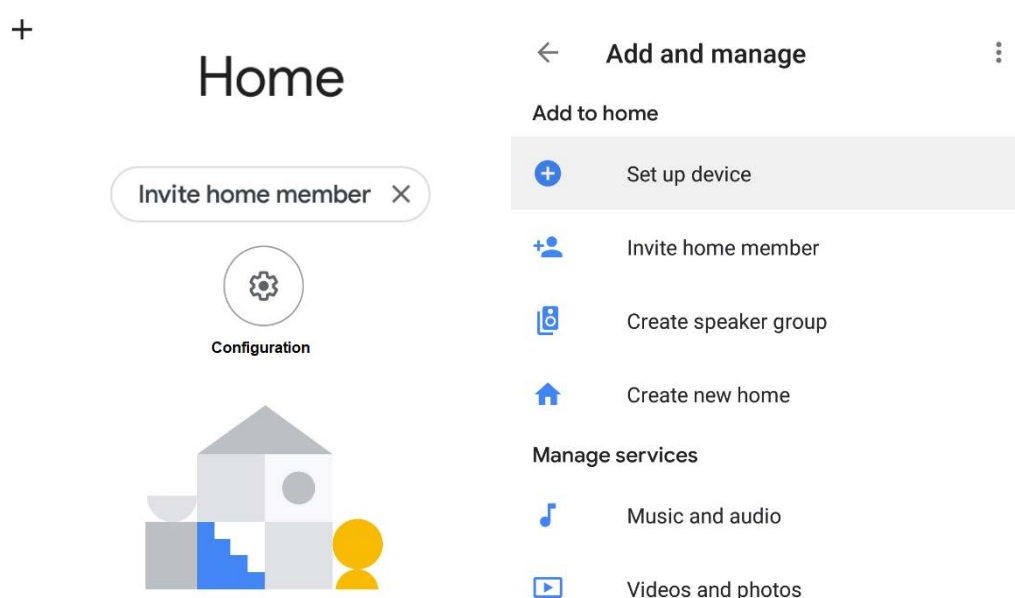 Home
Invite home member
Configuration
Add and manage
Add to home
Set up device
Invite home member
Create speaker group
Create new home
Manage services
Music and audio
Videos and photos